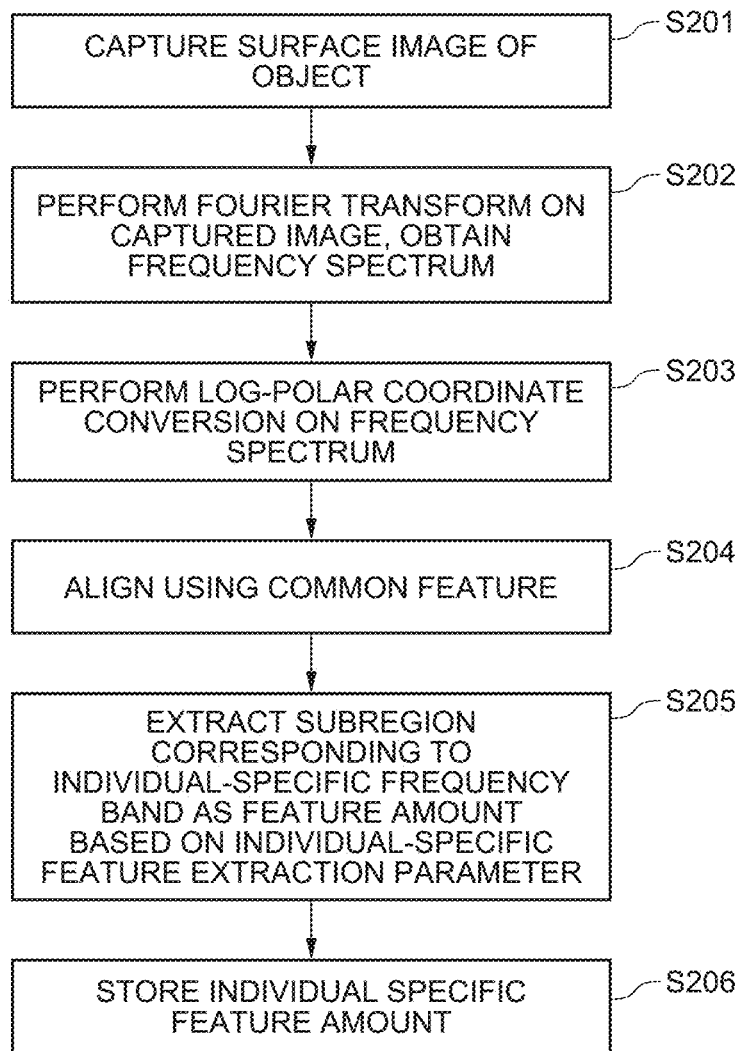 S201
CAPTURE SURFACE IMAGE OF
OBJECT
S202
PERFORM FOURIER TRANSFORM ON
CAPTURED IMAGE, OBTAIN
FREQUENCY SPECTRUM
S203
PERFORM LOG-POLAR COORDINATE
CONVERSION ON FREQUENCY
SPECTRUM
S204
ALIGN USING COMMON FEATURE
S205
EXTRACT SUBREGION
CORRESPONDING TO
INDIVIDUAL-SPECIFIC FREQUENCY
BAND AS FEATURE AMOUNT
BASED ON INDIVIDUAL-SPECIFIC
FEATURE EXTRACTION PARAMETER
S206
STORE INDIVIDUAL SPECIFIC
FEATURE AMOUNT